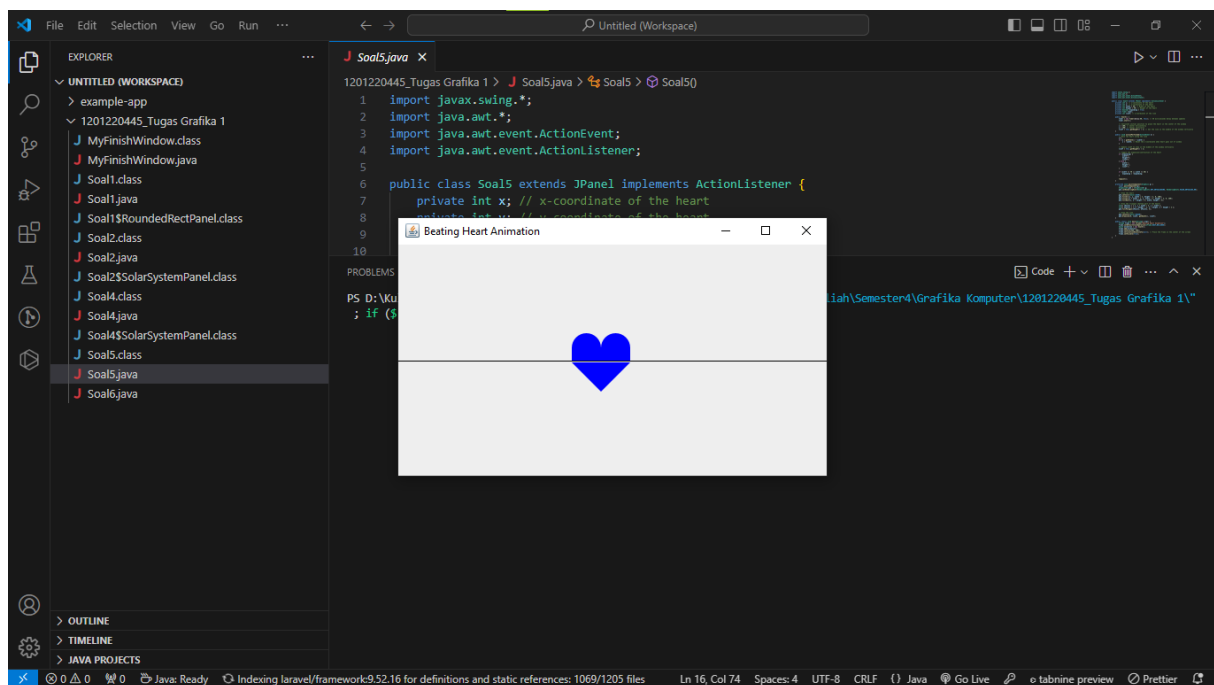 File Edit Selection View Go Run ··· Untitled (Workspace)
EXPLORER
UNTITLED (WORKSPACE)
example-app
1201220445_Tugas Grafika 1
J MyFinishWindow.class
J MyFinishWindow.java
J Soal1.class
J Soal1.java
J Soal1$RoundedRectPanel.class
J Soal2.class
J Soal2.java
J Soal2$SolarSystemPanel.class
J Soal4.class
J Soal4.java
J Soal4$SolarSystemPanel.class
J Soal5.class
J Soal5.java
J Soal6.java
OUTLINE
TIMELINE
JAVA PROJECTS
J Soal5.java
1201220445_Tugas Grafika 1 > J Soal5.java > Soal5 > Soal5()
1 import javax.swing.*;
2 import java.awt.*;
3 import java.awt.event.ActionEvent;
4 import java.awt.event.ActionListener;
5
6 public class Soal5 extends JPanel implements ActionListener {
7 private int x; // x-coordinate of the heart
8
9
10
Beating Heart Animation
PROBLEMS Code
PS D:\Ku liah\Semester4\Grafika Komputer\1201220445_Tugas Grafika 1\"
; if ($
0 0 0 Java: Ready Indexing laravel/framework:9.52.16 for definitions and static references: 1069/1205 files Ln 16, Col 74 Spaces: 4 UTF-8 CRLF {} Java Go Live tabnine preview Prettier